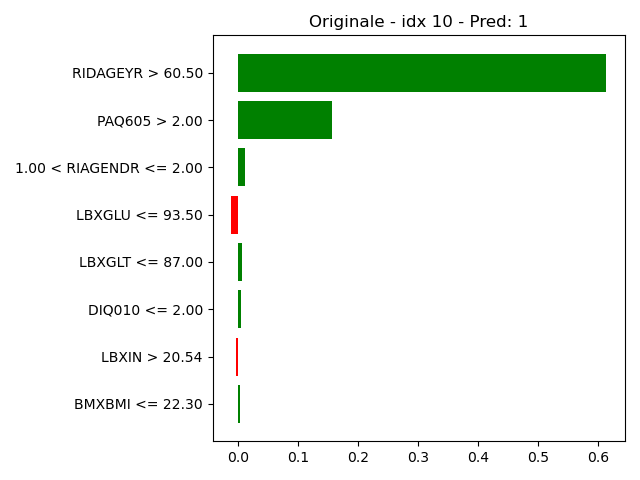 Originale - idx 10 - Pred: 1
RIDAGEYR > 60.50
PAQ605 > 2.00
1.00 < RIAGENDR <= 2.00
LBXGLU <= 93.50
LBXGLT <= 87.00
DIQ010 <= 2.00
LBXIN > 20.54
BMXBMI <= 22.30
0.0 0.1 0.2 0.3 0.4 0.5 0.6